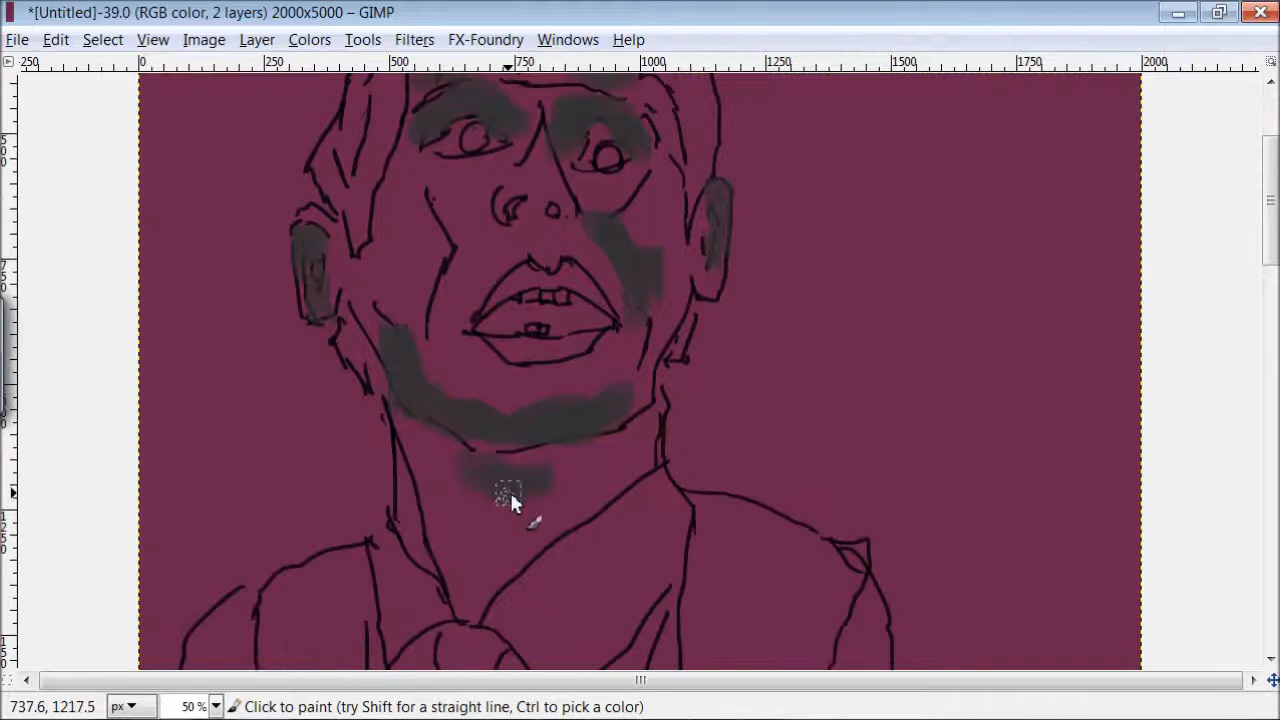 *[Untitled]-39.0 (RGB color, 2 layers) 2000x5000 – GIMP
File Edit Select View Image Layer Colors Tools Filters FX-Foundry Windows Help
-250 0 250 500 750 1000 1250 1500 1750 2000
737.6, 1217.5 px 50 % Click to paint (try Shift for a straight line, Ctrl to pick a color)